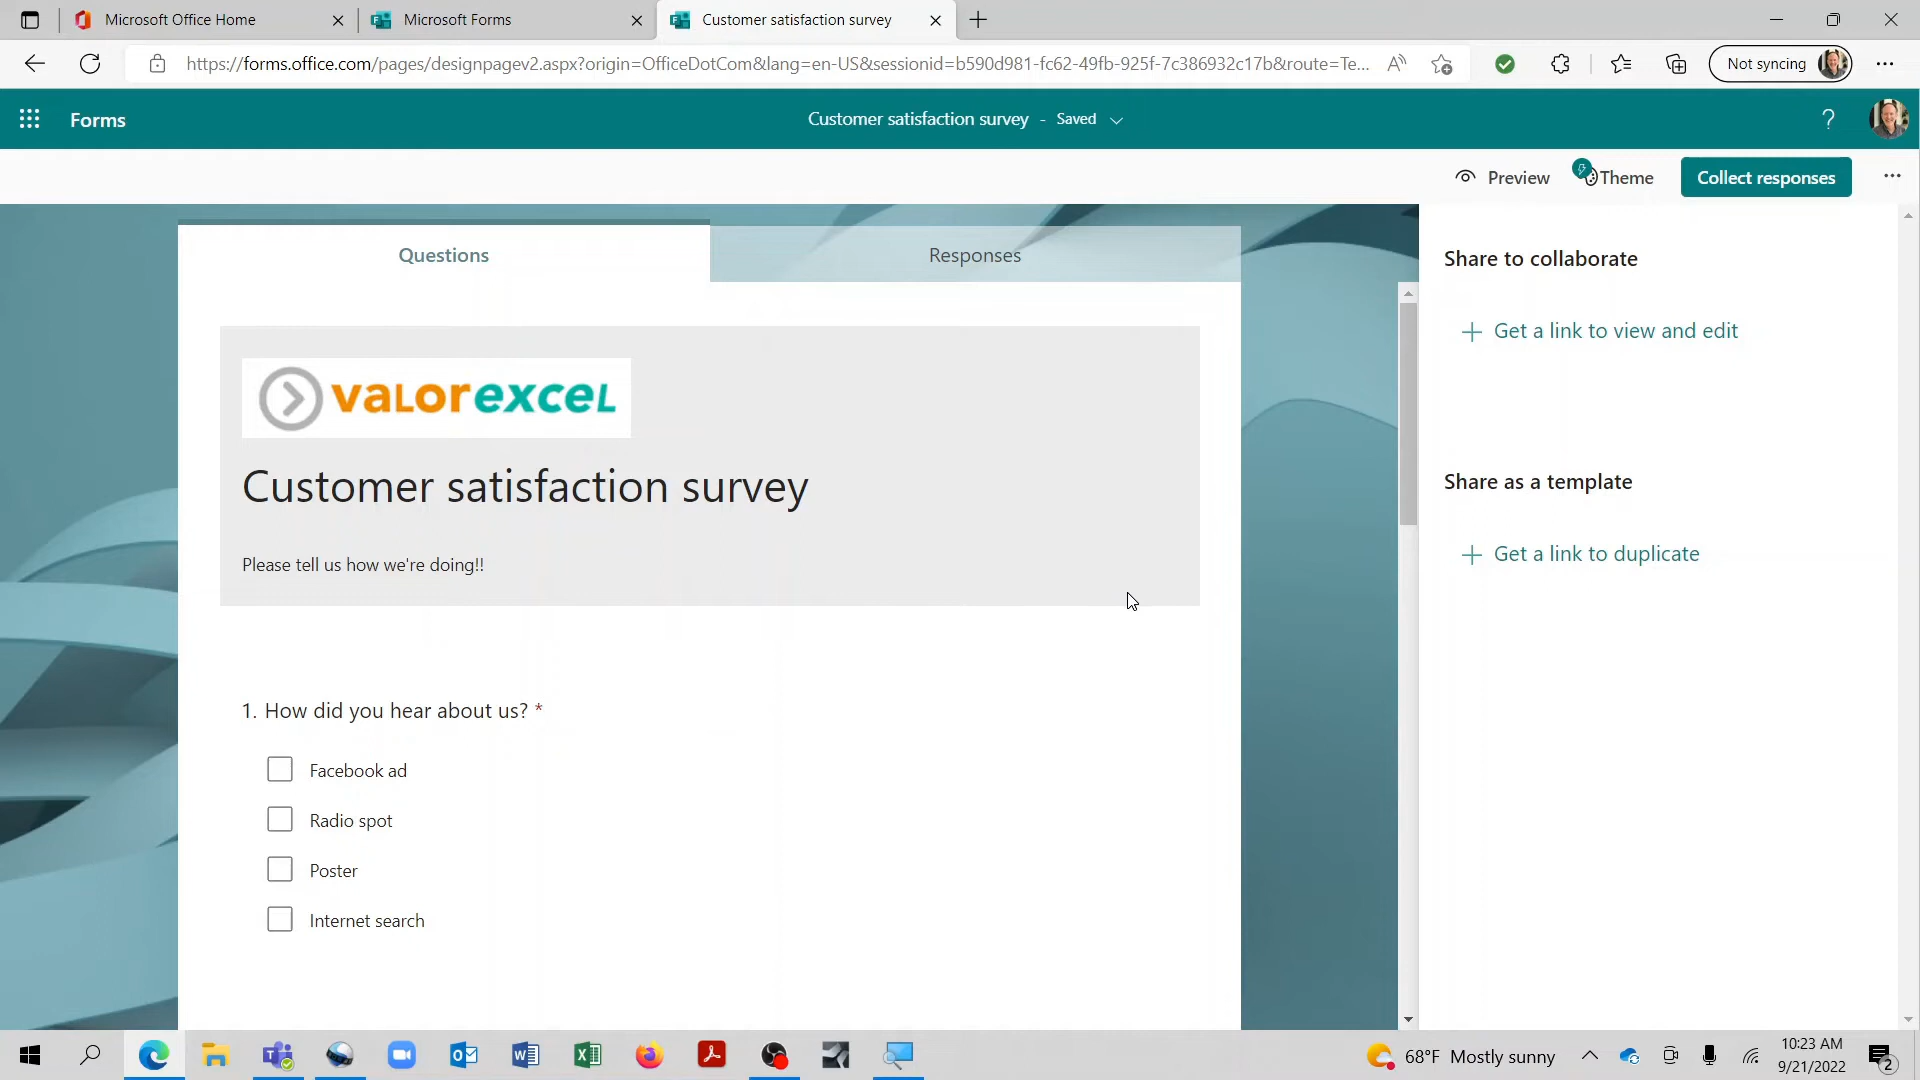 Microsoft Office Home
Microsoft Forms
Customer satisfaction survey
https://forms.office.com/pages/designpagev2.aspx?origin=OfficeDotCom&lang=en-US&sessionid=b590d981-fc62-49fb-925f-7c386932c17b&route=Te...
Not syncing
Forms
Customer satisfaction survey - Saved
?
Preview
Theme
Collect responses
Questions
Responses
valorexcel
Customer satisfaction survey
Please tell us how we're doing!!
1. How did you hear about us? *
Facebook ad
Radio spot
Poster
Internet search
Share to collaborate
Get a link to view and edit
Share as a template
Get a link to duplicate
68°F Mostly sunny
10:23 AM
9/21/2022
2